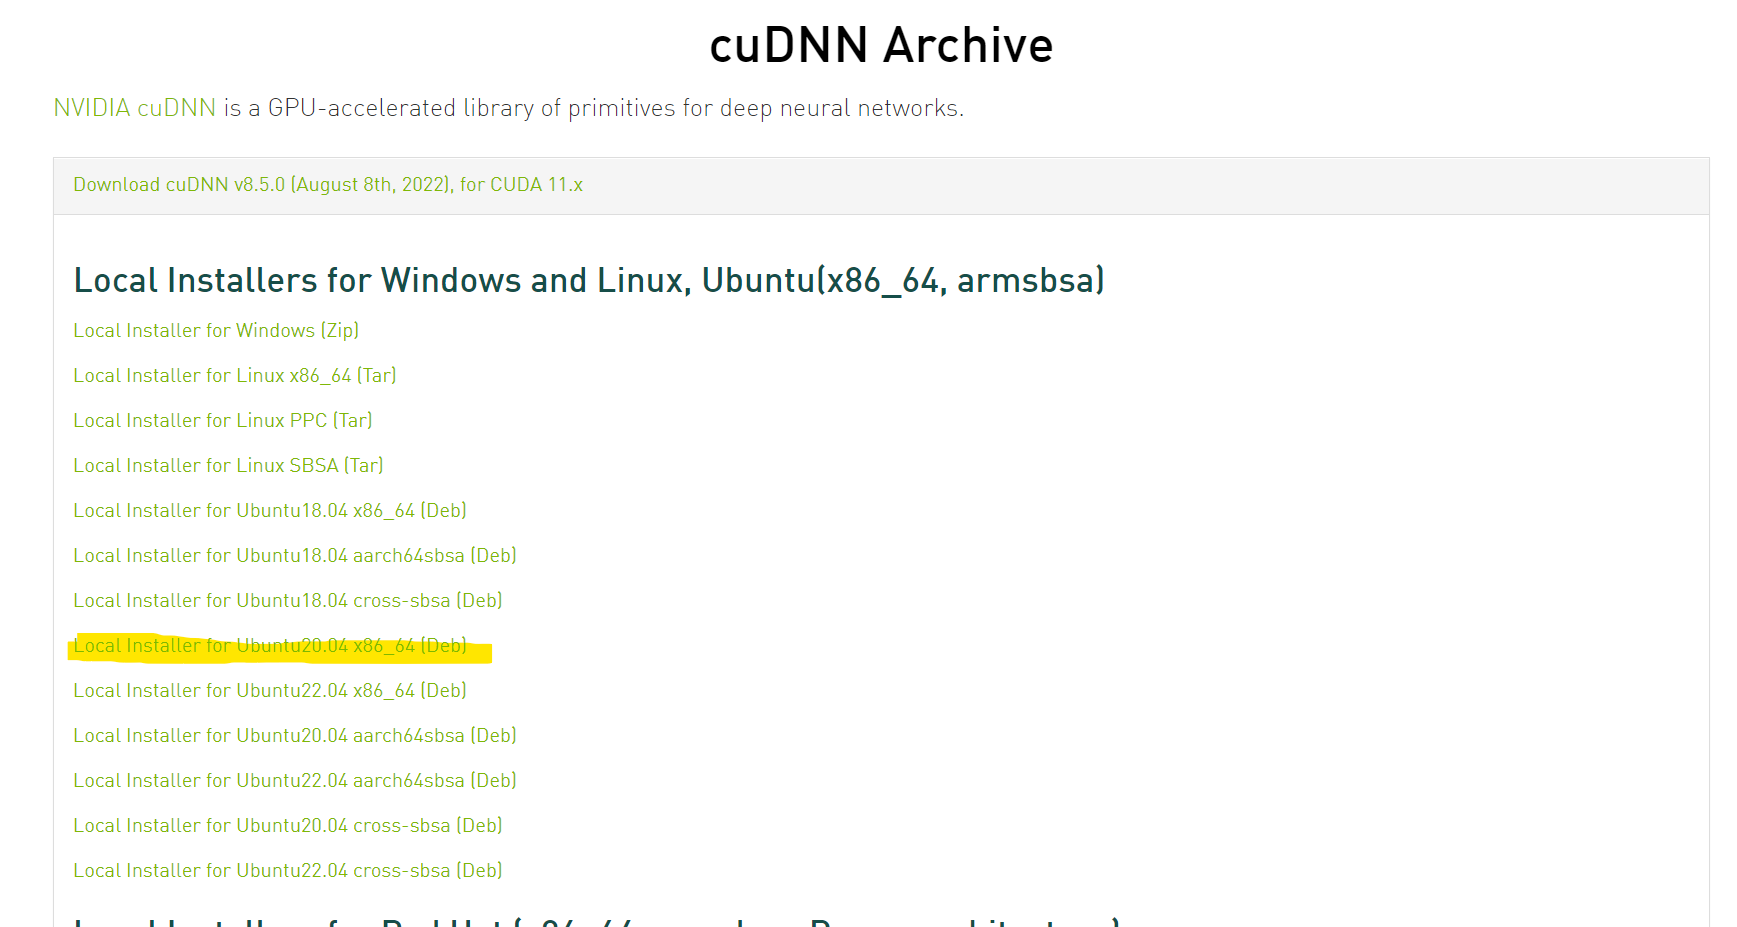 cuDNN Archive
NVIDIA cuDNN is a GPU-accelerated library of primitives for deep neural networks.
Download cuDNN v8.5.0 (August 8th, 2022), for CUDA 11.x
Local Installers for Windows and Linux, Ubuntu(x86_64, armsbsa)
Local Installer for Windows (Zip)
Local Installer for Linux x86_64 (Tar)
Local Installer for Linux PPC (Tar)
Local Installer for Linux SBSA (Tar)
Local Installer for Ubuntu18.04 x86_64 (Deb)
Local Installer for Ubuntu18.04 aarch64sbsa (Deb)
Local Installer for Ubuntu18.04 cross-sbsa (Deb)
Local Installer for Ubuntu20.04 x86_64 (Deb)
Local Installer for Ubuntu22.04 x86_64 (Deb)
Local Installer for Ubuntu20.04 aarch64sbsa (Deb)
Local Installer for Ubuntu22.04 aarch64sbsa (Deb)
Local Installer for Ubuntu20.04 cross-sbsa (Deb)
Local Installer for Ubuntu22.04 cross-sbsa (Deb)